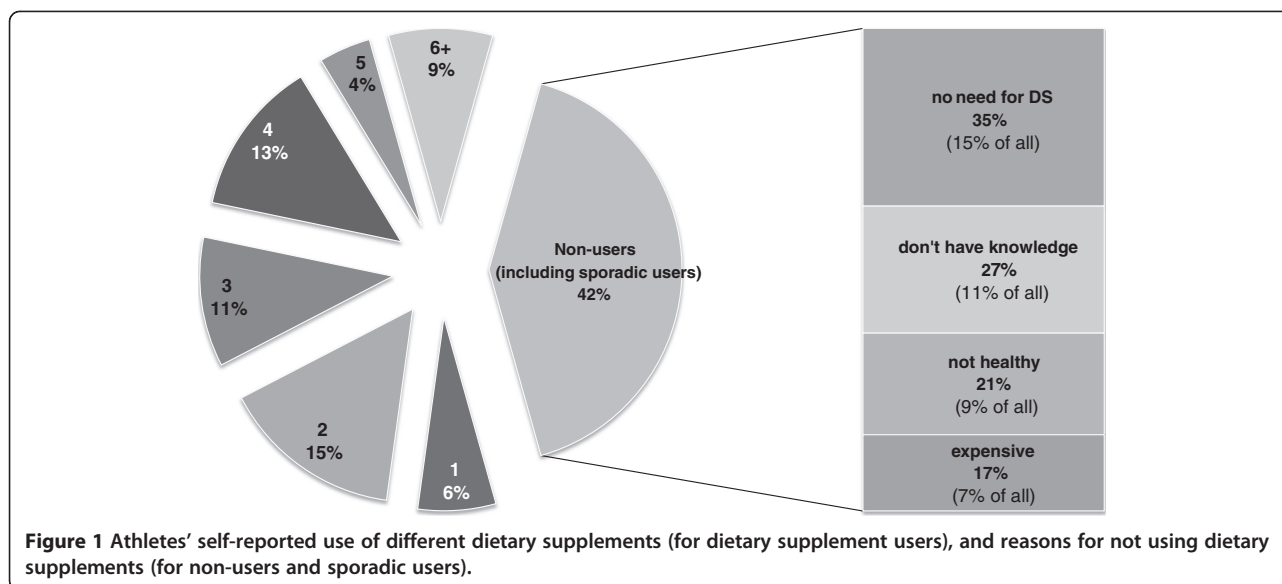 6+
9%
5
4%
4
13%
3
11%
2
15%
1
6%
Non-users
(including sporadic users)
42%
no need for DS
35%
(15% of all)
don't have knowledge
27%
(11% of all)
not healthy
21%
(9% of all)
expensive
17%
(7% of all)
Figure 1 Athletes’ self-reported use of different dietary supplements (for dietary supplement users), and reasons for not using dietary
supplements (for non-users and sporadic users).